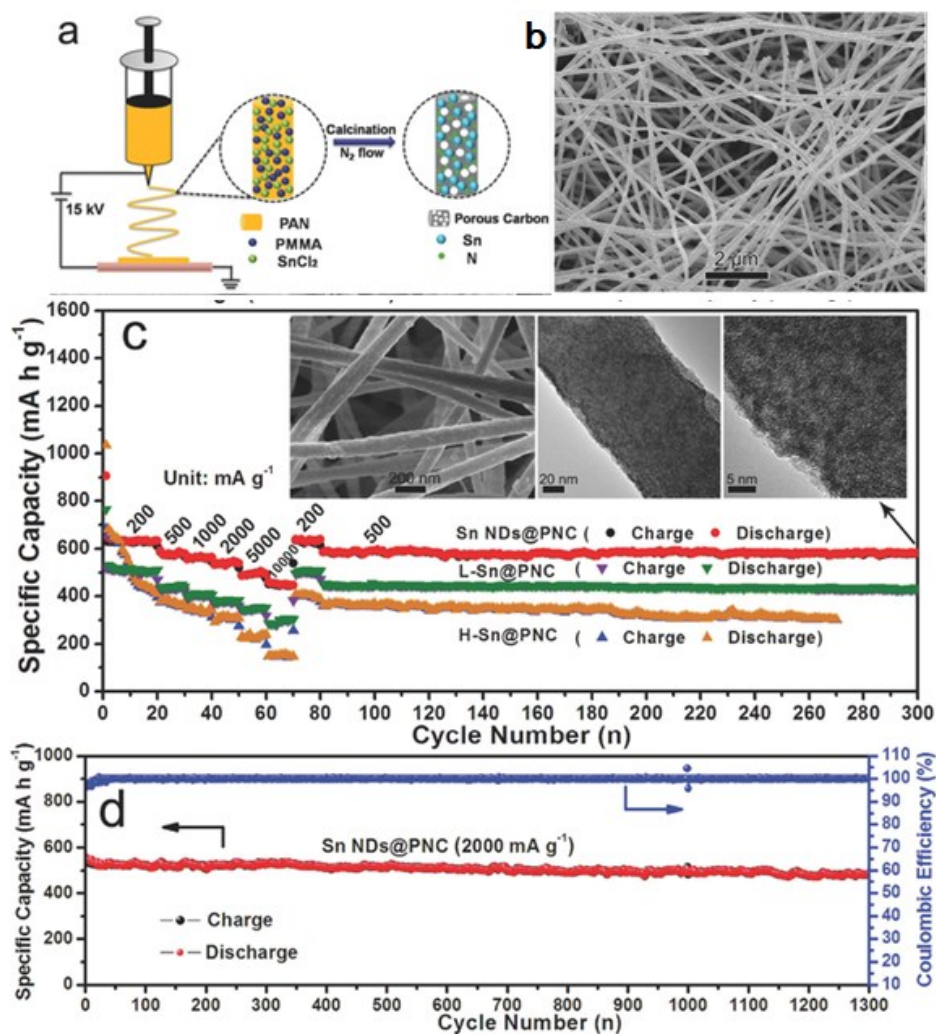 a
15 kV
PAN
PMMA
SnCl₂
Calcination
N₂ flow
Porous Carbon
Sn
N
b
2 μm
c
Specific Capacity (mA h g⁻¹)
1600
1400
1200
1000
800
600
400
200
0
Unit: mA g⁻¹
200
500
1000
2000
5000
10000
200
500
200 nm
20 nm
5 nm
Sn NDs@PNC ( Charge Discharge)
L-Sn@PNC ( Charge Discharge)
H-Sn@PNC ( Charge Discharge)
0 20 40 60 80 100 120 140 160 180 200 220 240 260 280 300
Cycle Number (n)
d
Specific Capacity (mA h g⁻¹)
1000
800
600
400
200
0
Sn NDs@PNC (2000 mA g⁻¹)
Charge
Discharge
110
100
90
80
70
60
50
40
30
20
10
Coulombic Efficiency (%)
0 100 200 300 400 500 600 700 800 900 1000 1100 1200 1300
Cycle Number (n)